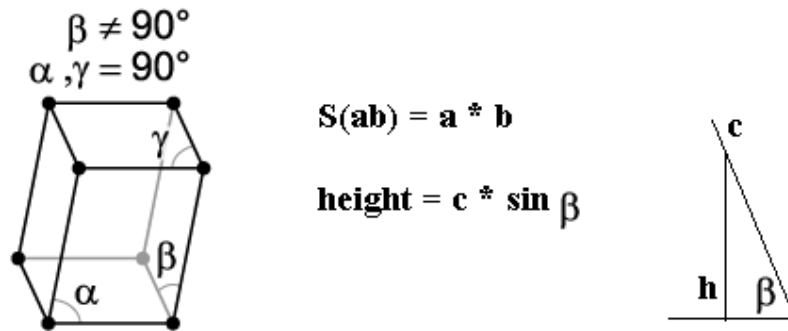 β ≠ 90°
α ,γ = 90°
γ
β
α
S(ab) = a * b
height = c * sin β
c
h
β